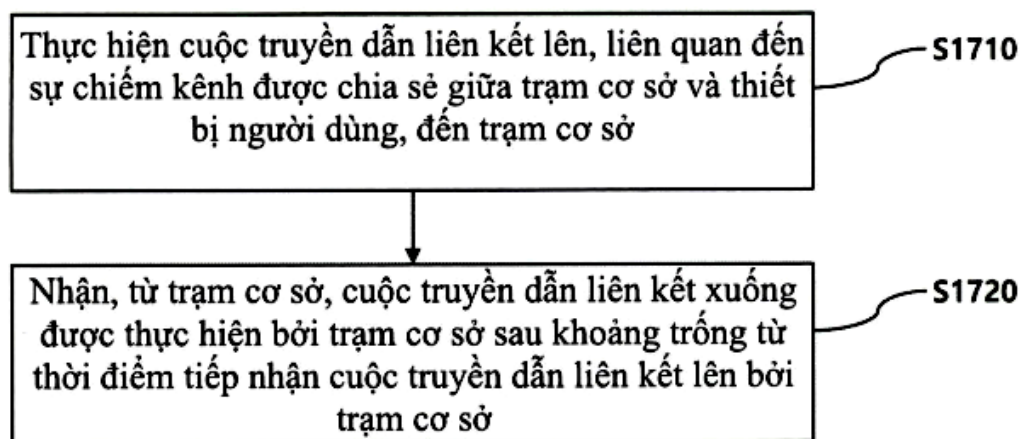 Thực hiện cuộc truyền dẫn liên kết lên, liên quan đến
sự chiếm kênh được chia sẻ giữa trạm cơ sở và thiết
bị người dùng, đến trạm cơ sở
S1710
Nhận, từ trạm cơ sở, cuộc truyền dẫn liên kết xuống
được thực hiện bởi trạm cơ sở sau khoảng trống từ
thời điểm tiếp nhận cuộc truyền dẫn liên kết lên bởi
trạm cơ sở
S1720